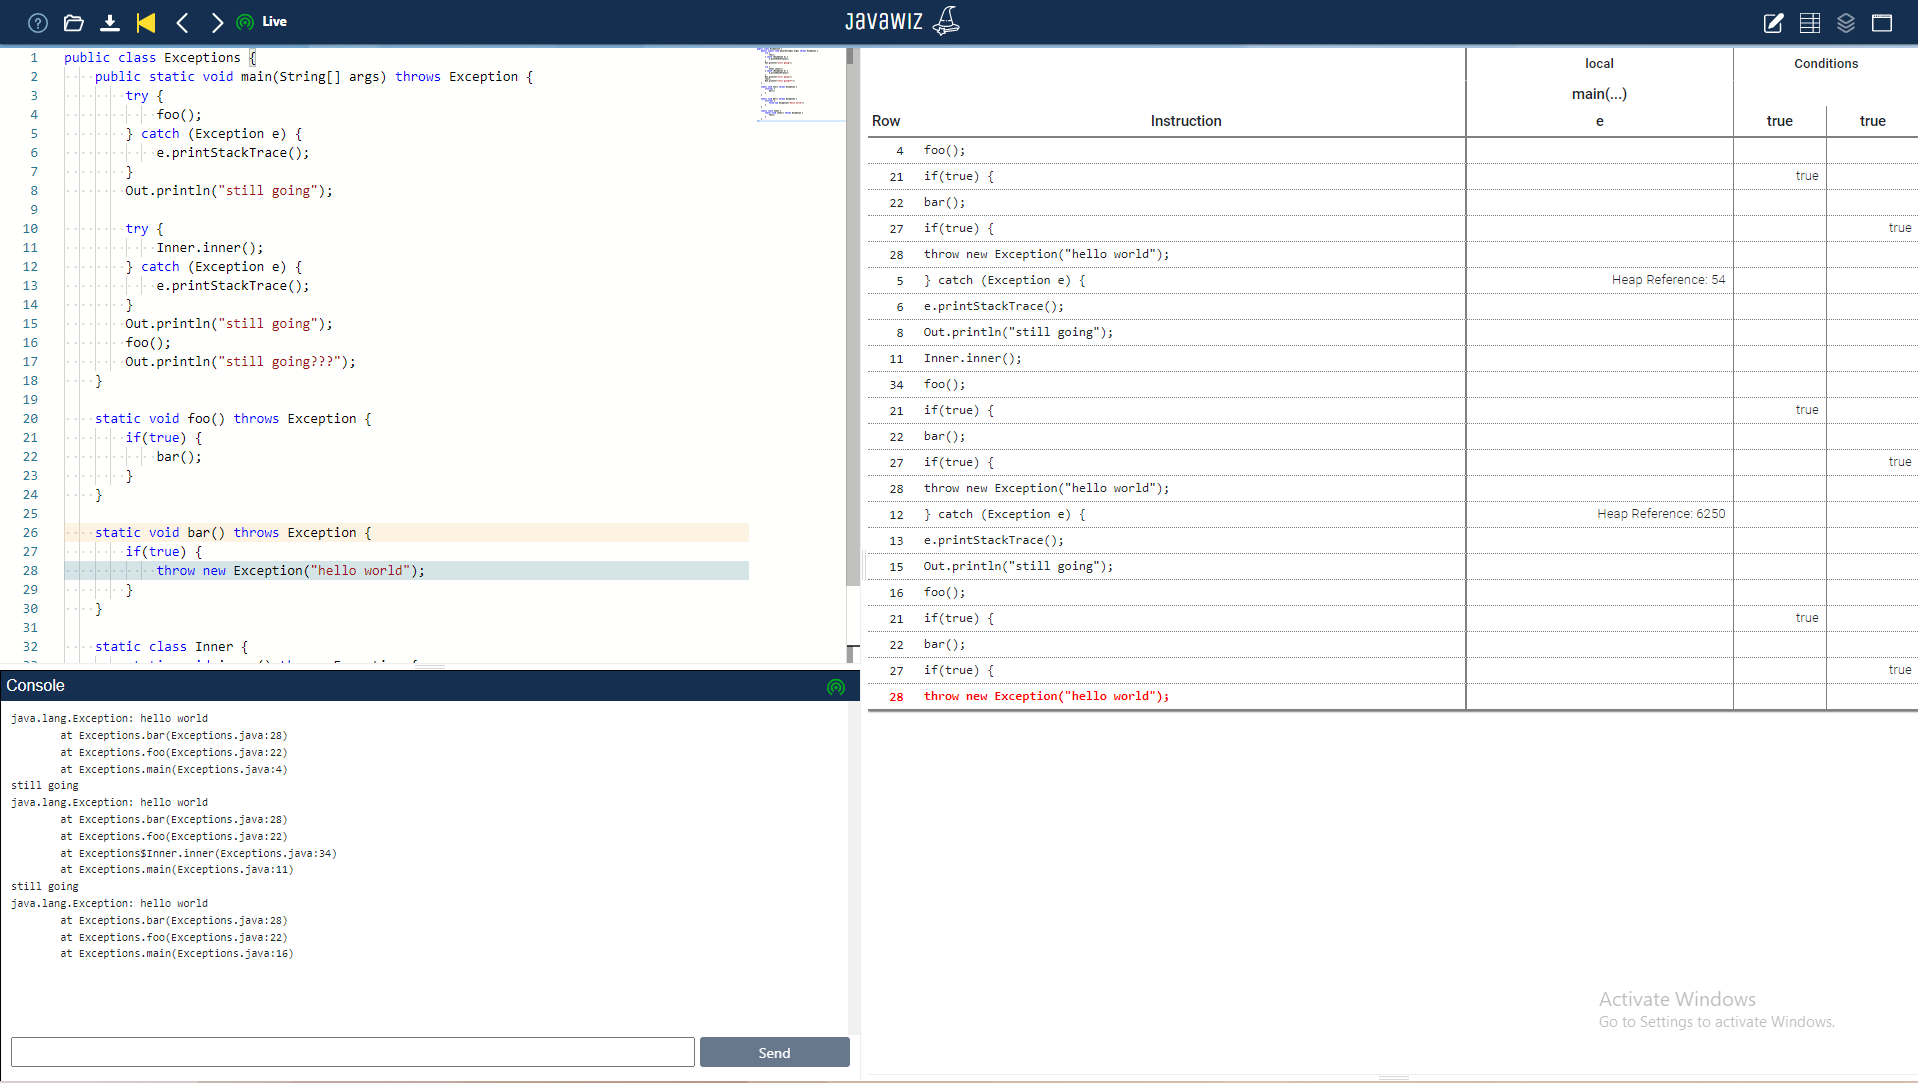 Live
JavaWIZ
1 public class Exceptions {
2 public static void main(String[] args) throws Exception {
3 try {
4 foo();
5 } catch (Exception e) {
6 e.printStackTrace();
7 }
8 Out.println("still going");
9
10 try {
11 Inner.inner();
12 } catch (Exception e) {
13 e.printStackTrace();
14 }
15 Out.println("still going");
16 foo();
17 Out.println("still going???");
18 }
19
20 static void foo() throws Exception {
21 if(true) {
22 bar();
23 }
24 }
25
26 static void bar() throws Exception {
27 if(true) {
28 throw new Exception("hello world");
29 }
30 }
31
32 static class Inner {
Console
java.lang.Exception: hello world
at Exceptions.bar(Exceptions.java:28)
at Exceptions.foo(Exceptions.java:22)
at Exceptions.main(Exceptions.java:4)
still going
java.lang.Exception: hello world
at Exceptions.bar(Exceptions.java:28)
at Exceptions.foo(Exceptions.java:22)
at Exceptions$Inner.inner(Exceptions.java:34)
at Exceptions.main(Exceptions.java:11)
still going
java.lang.Exception: hello world
at Exceptions.bar(Exceptions.java:28)
at Exceptions.foo(Exceptions.java:22)
at Exceptions.main(Exceptions.java:16)
Send
local Conditions
main(...)
Row Instruction e true true
4 foo();
21 if(true) { true
22 bar();
27 if(true) { true
28 throw new Exception("hello world");
5 } catch (Exception e) { Heap Reference: 54
6 e.printStackTrace();
8 Out.println("still going");
11 Inner.inner();
34 foo();
21 if(true) { true
22 bar();
27 if(true) { true
28 throw new Exception("hello world");
12 } catch (Exception e) { Heap Reference: 6250
13 e.printStackTrace();
15 Out.println("still going");
16 foo();
21 if(true) { true
22 bar();
27 if(true) { true
28 throw new Exception("hello world");
Activate Windows
Go to Settings to activate Windows.